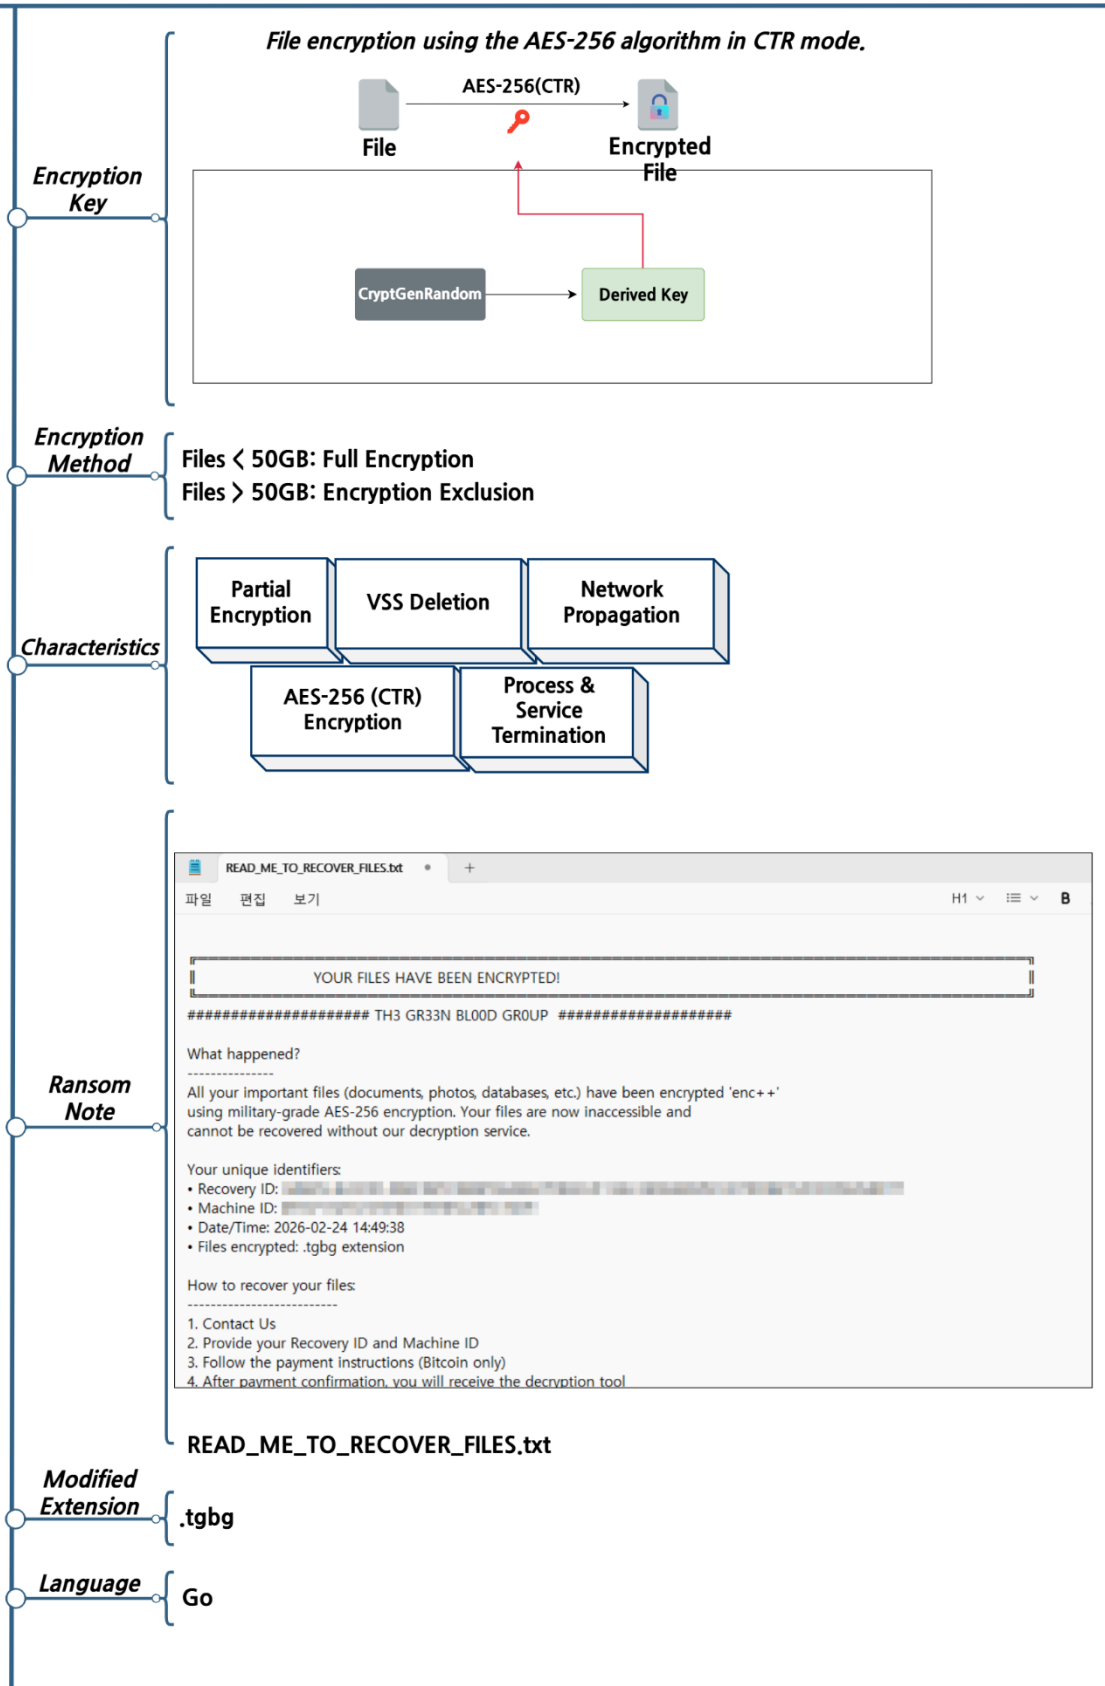 File encryption using the AES-256 algorithm in CTR mode.
AES-256(CTR)
File
Encrypted
File
Encryption
Key
CryptGenRandom
Derived Key
Encryption
Method
Files < 50GB: Full Encryption
Files > 50GB: Encryption Exclusion
Partial
Encryption
VSS Deletion
Network
Propagation
Characteristics
AES-256 (CTR)
Encryption
Process &
Service
Termination
READ_ME_TO_RECOVER_FILES.txt
파일 편집 보기
H1
B
YOUR FILES HAVE BEEN ENCRYPTED!
##################### TH3 GR33N BL00D GR0UP ####################
What happened?
---------------
All your important files (documents, photos, databases, etc.) have been encrypted 'enc++'
using military-grade AES-256 encryption. Your files are now inaccessible and
cannot be recovered without our decryption service.
Your unique identifiers:
• Recovery ID:
• Machine ID:
• Date/Time: 2026-02-24 14:49:38
• Files encrypted: .tgbg extension
How to recover your files:
--------------------------
1. Contact Us
2. Provide your Recovery ID and Machine ID
3. Follow the payment instructions (Bitcoin only)
4. After payment confirmation, you will receive the decryption tool
Ransom
Note
READ_ME_TO_RECOVER_FILES.txt
Modified
Extension
.tgbg
Language
Go